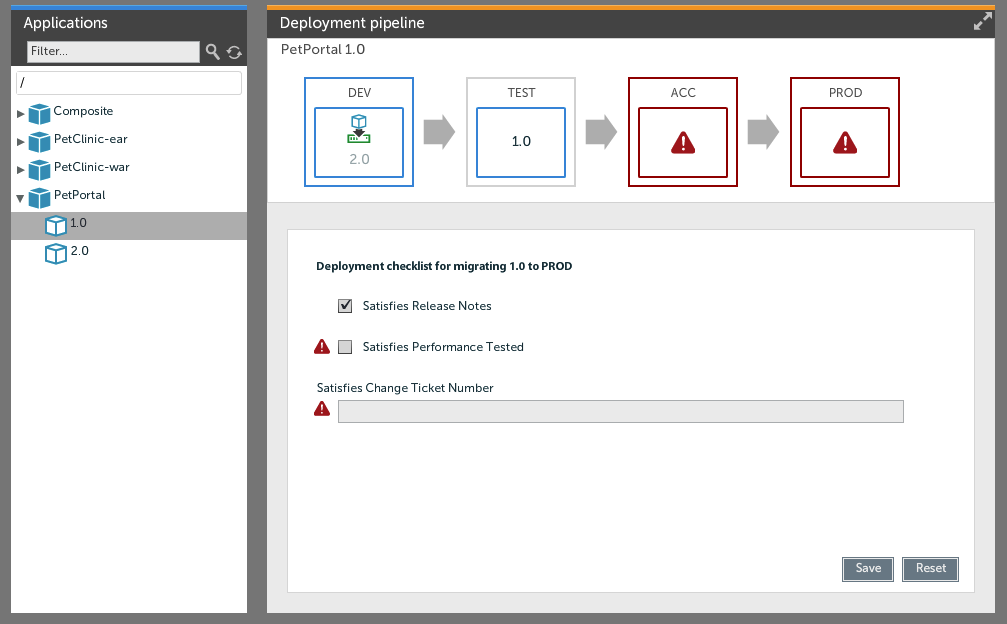 Applications
Filter...
/
Composite
PetClinic-ear
PetClinic-war
PetPortal
1.0
2.0
Deployment pipeline
PetPortal 1.0
DEV
2.0
TEST
1.0
ACC
PROD
Deployment checklist for migrating 1.0 to PROD
Satisfies Release Notes
Satisfies Performance Tested
Satisfies Change Ticket Number
Save
Reset